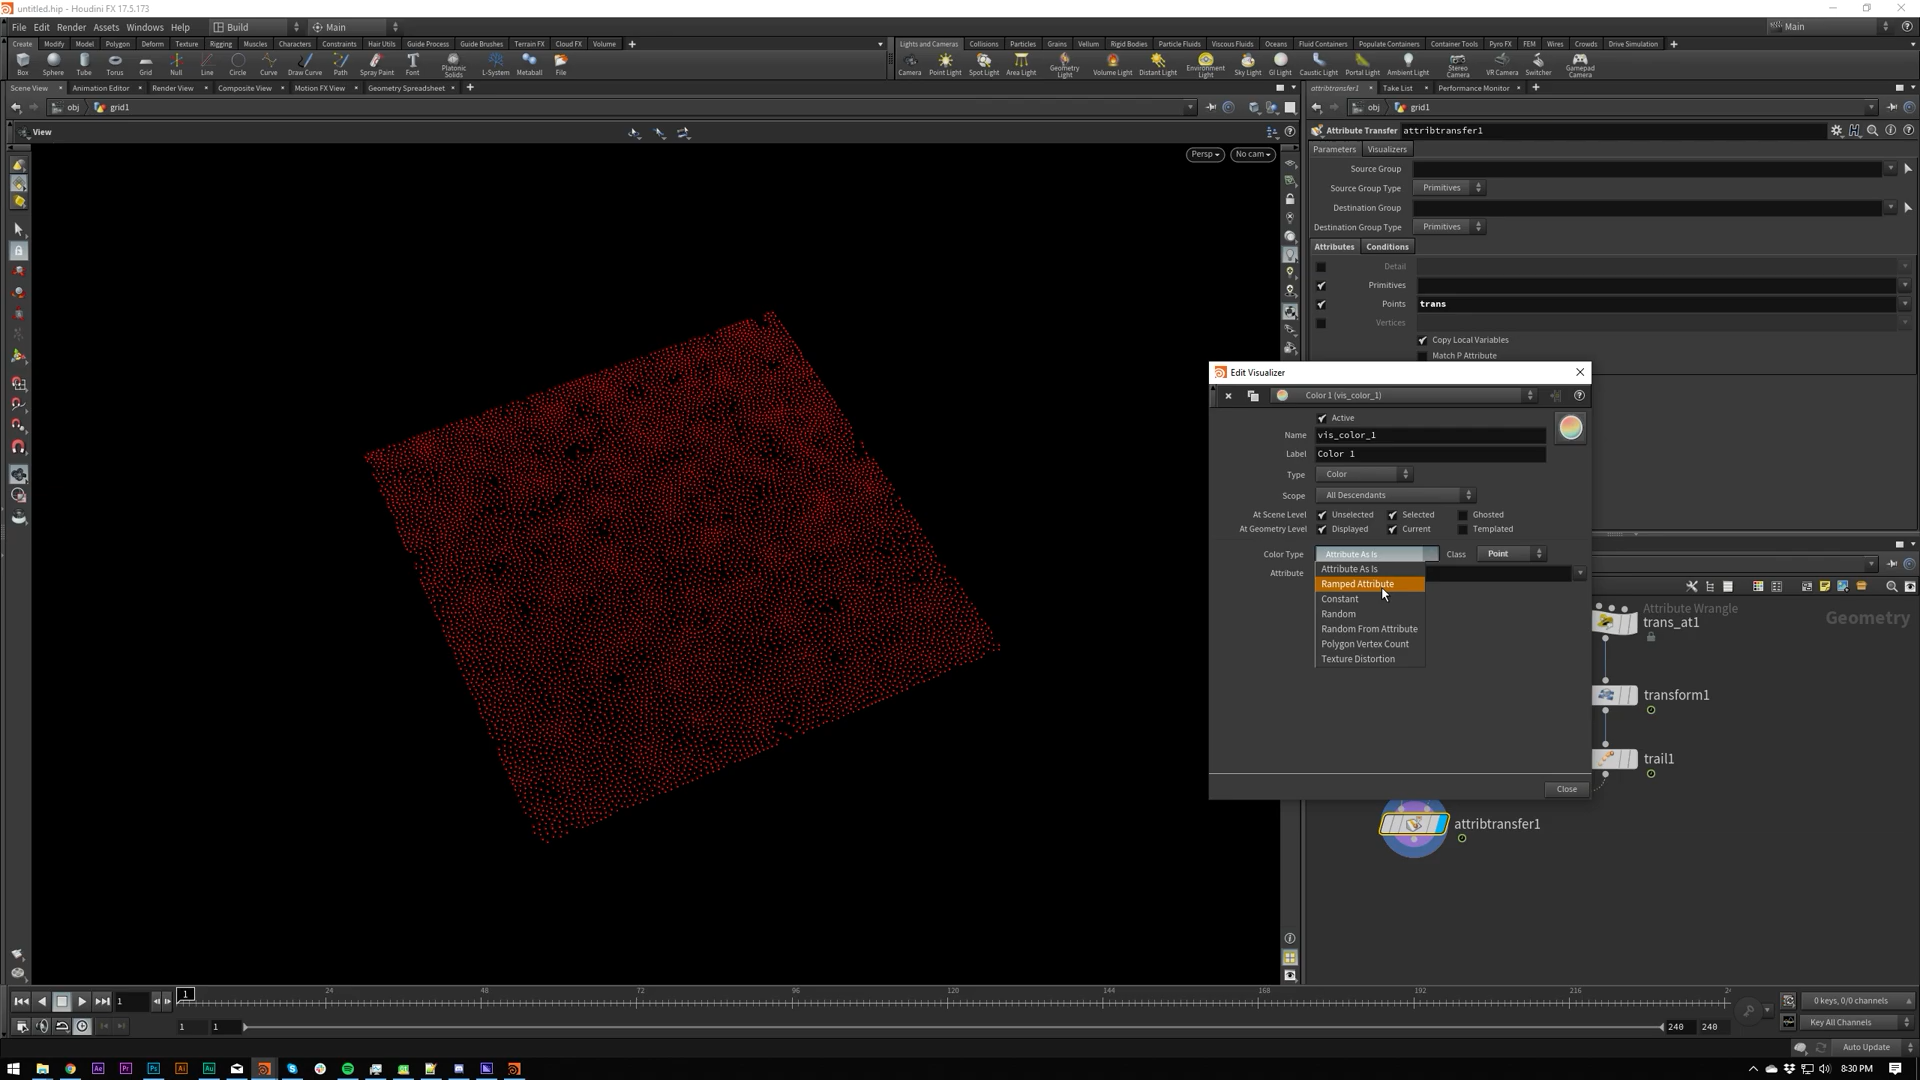 untitled.hip - Houdini FX 17.5.173
File Edit Render Assets Windows Help Build Main Main
Create Modify Model Polygon Deform Texture Rigging Muscles Characters Constraints Hair Utils Guide Process Guide Brushes Terrain FX Cloud FX Volume
Lights and Cameras Collisions Particles Grains Vellum Rigid Bodies Particle Fluids Viscous Fluids Oceans Fluid Containers Populate Containers Container Tools Pyro FX FEM Wires Crowds Drive Simulation
Box Sphere Tube Torus Grid Null Line Circle Curve Draw Curve Path Spray Paint Font Platonic Solids L-System Metaball File
Camera Point Light Spot Light Area Light Geometry Light Volume Light Distant Light Environment Light Sky Light GI Light Caustic Light Portal Light Ambient Light Stereo Camera VR Camera Switcher Gamepad Camera
Scene View Animation Editor Render View Composite View Motion FX View Geometry Spreadsheet
attribtransfer1 Take List Performance Monitor
obj grid1
obj grid1
View
Persp No cam
Attribute Transfer attribtransfer1
Parameters Visualizers
Source Group
Source Group Type Primitives
Destination Group
Destination Group Type Primitives
Attributes Conditions
Detail
Primitives
Points trans
Vertices
Copy Local Variables
Match P Attribute
Edit Visualizer
Color 1 (vis_color_1)
Active
Name vis_color_1
Label Color 1
Type Color
Scope All Descendants
At Scene Level Unselected Selected Ghosted
At Geometry Level Displayed Current Templated
Color Type Attribute As Is Class Point
Attribute
Attribute As Is
Ramped Attribute
Constant
Random
Random From Attribute
Polygon Vertex Count
Texture Distortion
Close
Attribute Wrangle
trans_at1
Geometry
transform1
trail1
attribtransfer1
1 1 24 48 72 96 120 144 168 192 216
0 keys, 0/0 channels
1 1 240 240 Key All Channels
Auto Update
8:30 PM